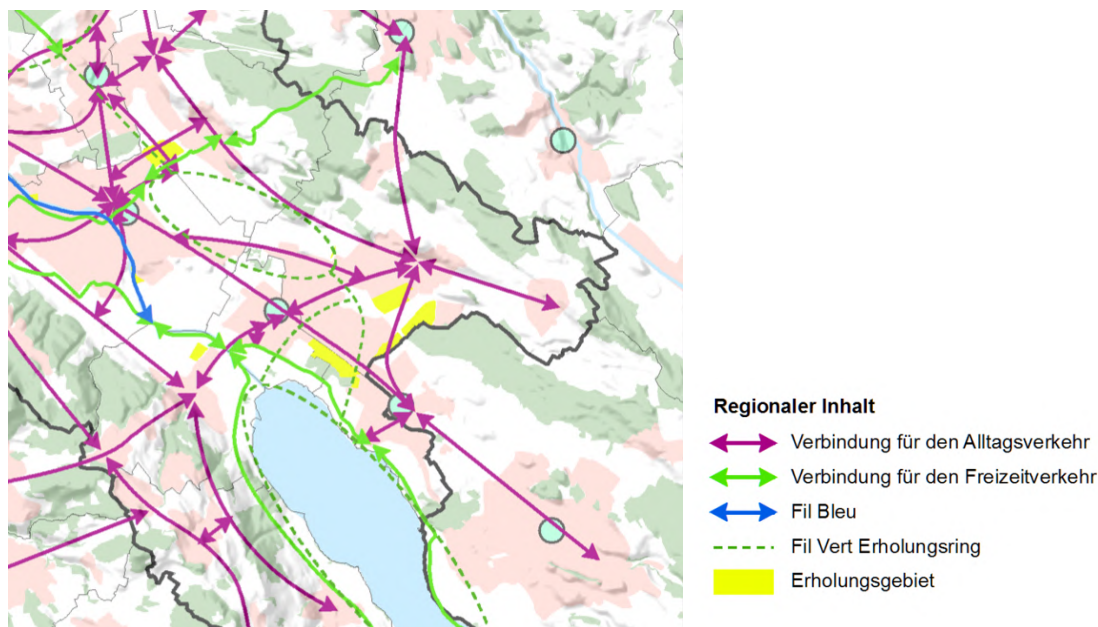 Regionaler Inhalt
Verbindung für den Alltagsverkehr
Verbindung für den Freizeitverkehr
Fil Bleu
Fil Vert Erholungsring
Erholungsgebiet